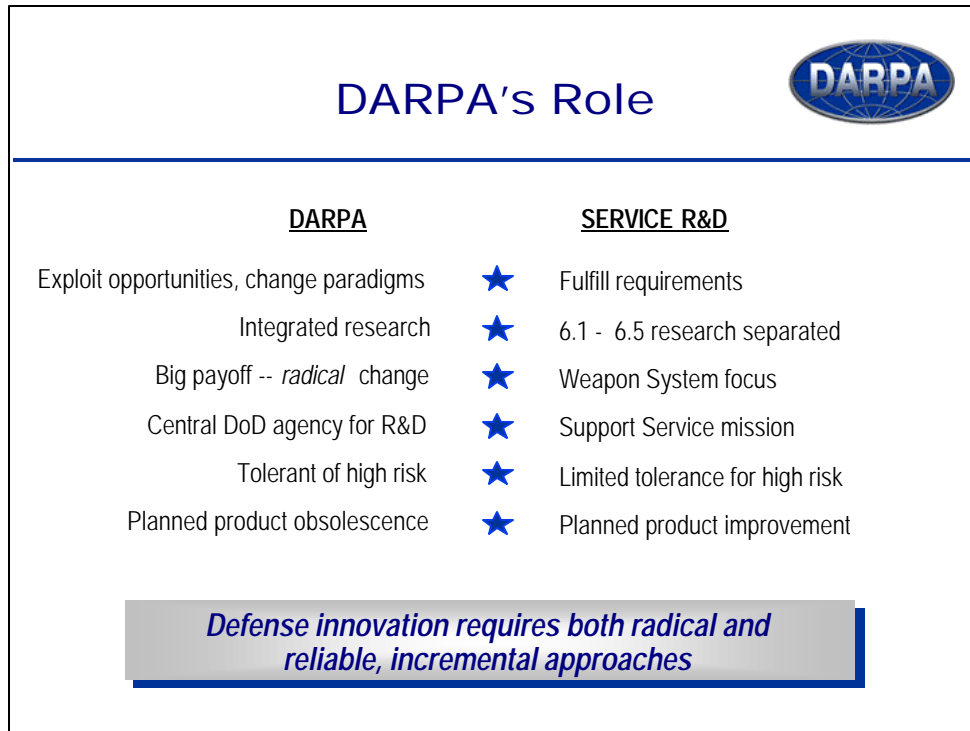 DARPA's Role
DARPA
DARPA SERVICE R&D
Exploit opportunities, change paradigms Fulfill requirements
Integrated research 6.1 - 6.5 research separated
Big payoff -- radical change Weapon System focus
Central DoD agency for R&D Support Service mission
Tolerant of high risk Limited tolerance for high risk
Planned product obsolescence Planned product improvement
Defense innovation requires both radical and
reliable, incremental approaches